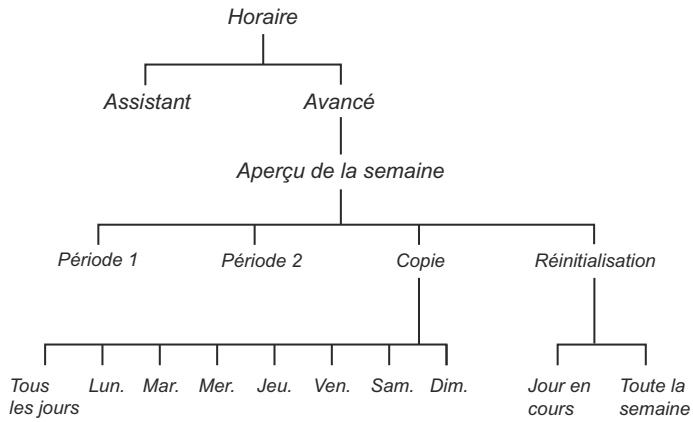 Horaire
Assistant
Avancé
Aperçu de la semaine
Période 1
Période 2
Copie
Réinitialisation
Tous
les jours
Lun.
Mar.
Mer.
Jeu.
Ven.
Sam.
Dim.
Jour en
cours
Toute la
semaine